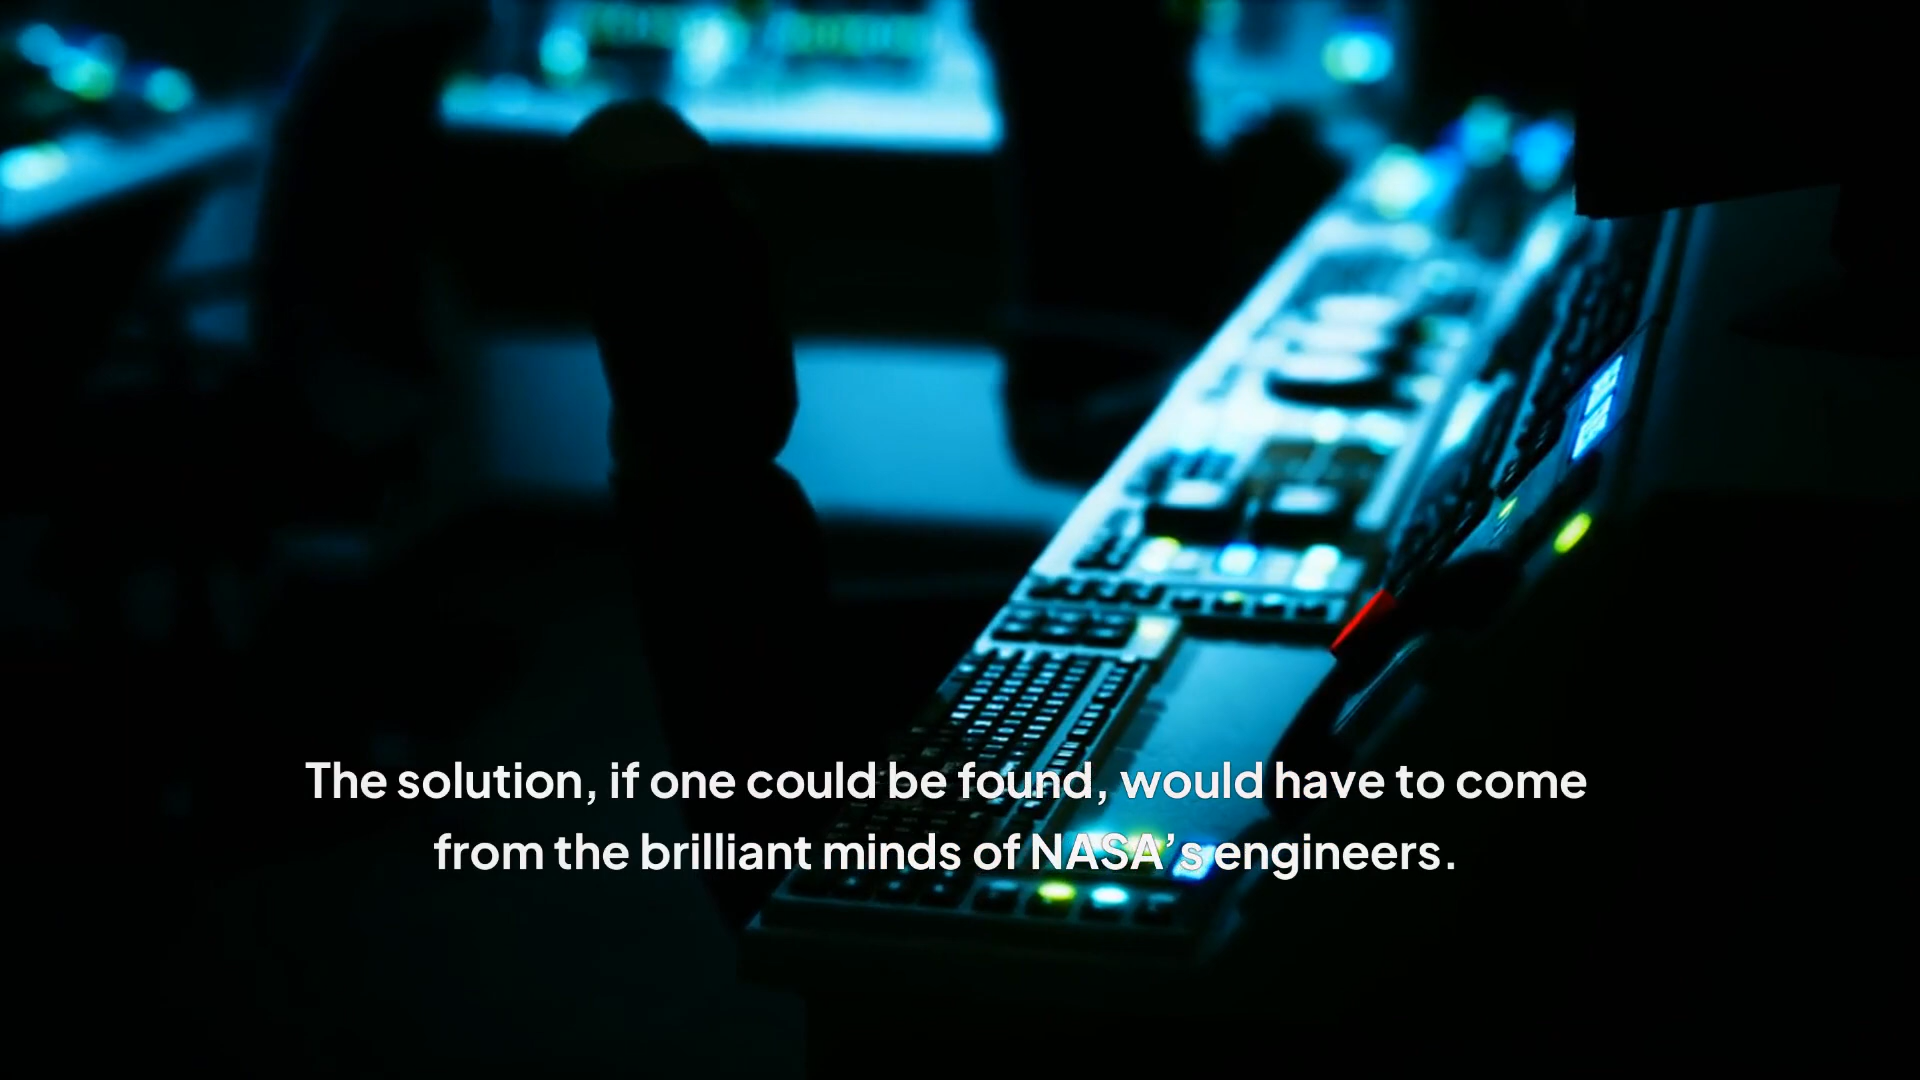 The solution, if one could be found, would have to come
from the brilliant minds of NASA’s engineers.